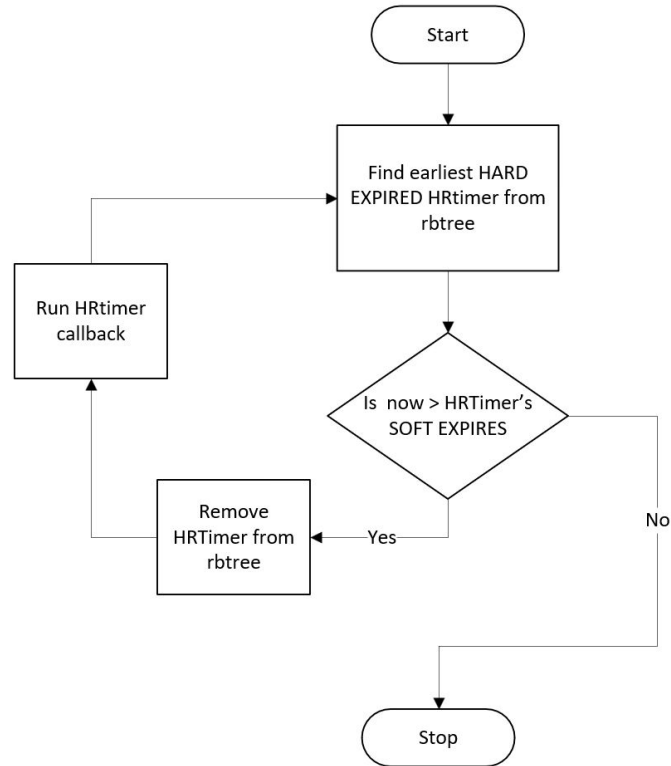 Start
Find earliest HARD
EXPIRED HRtimer from
rbtree
Run HRtimer
callback
Is now > HRTimer’s
SOFT EXPIRES
Remove
HRTimer from
rbtree
Yes
No
Stop